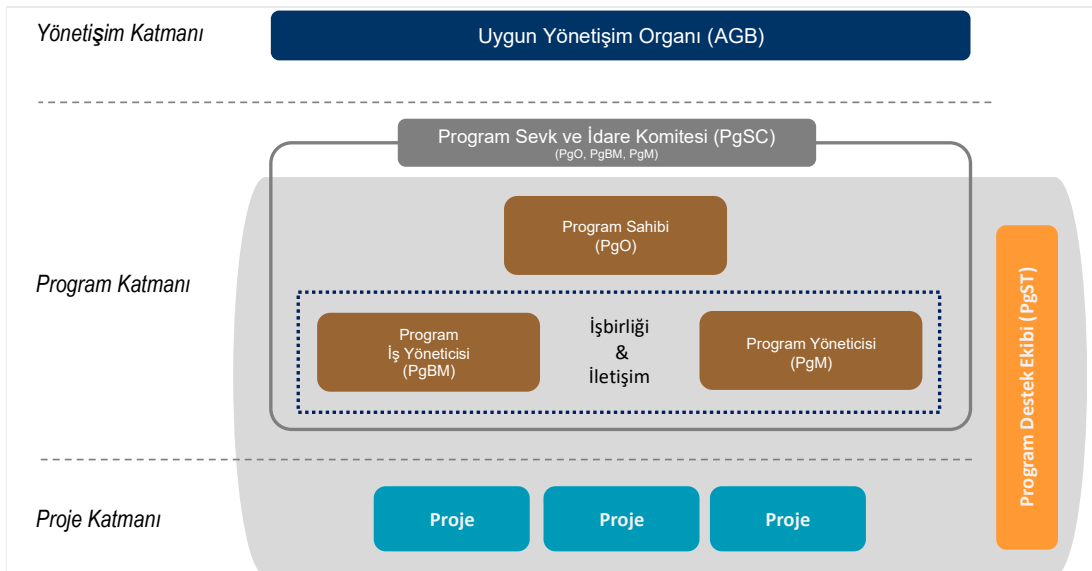 Yönetişim Katmanı
Uygun Yönetişim Organı (AGB)
Program Sevk ve İdare Komitesi (PgSC)
(PgO, PgBM, PgM)
Program Sahibi
(PgO)
Program Katmanı
Program
İş Yöneticisi
(PgBM)
İşbirliği
&
İletişim
Program Yöneticisi
(PgM)
Program Destek Ekibi (PgST)
Proje Katmanı
Proje
Proje
Proje